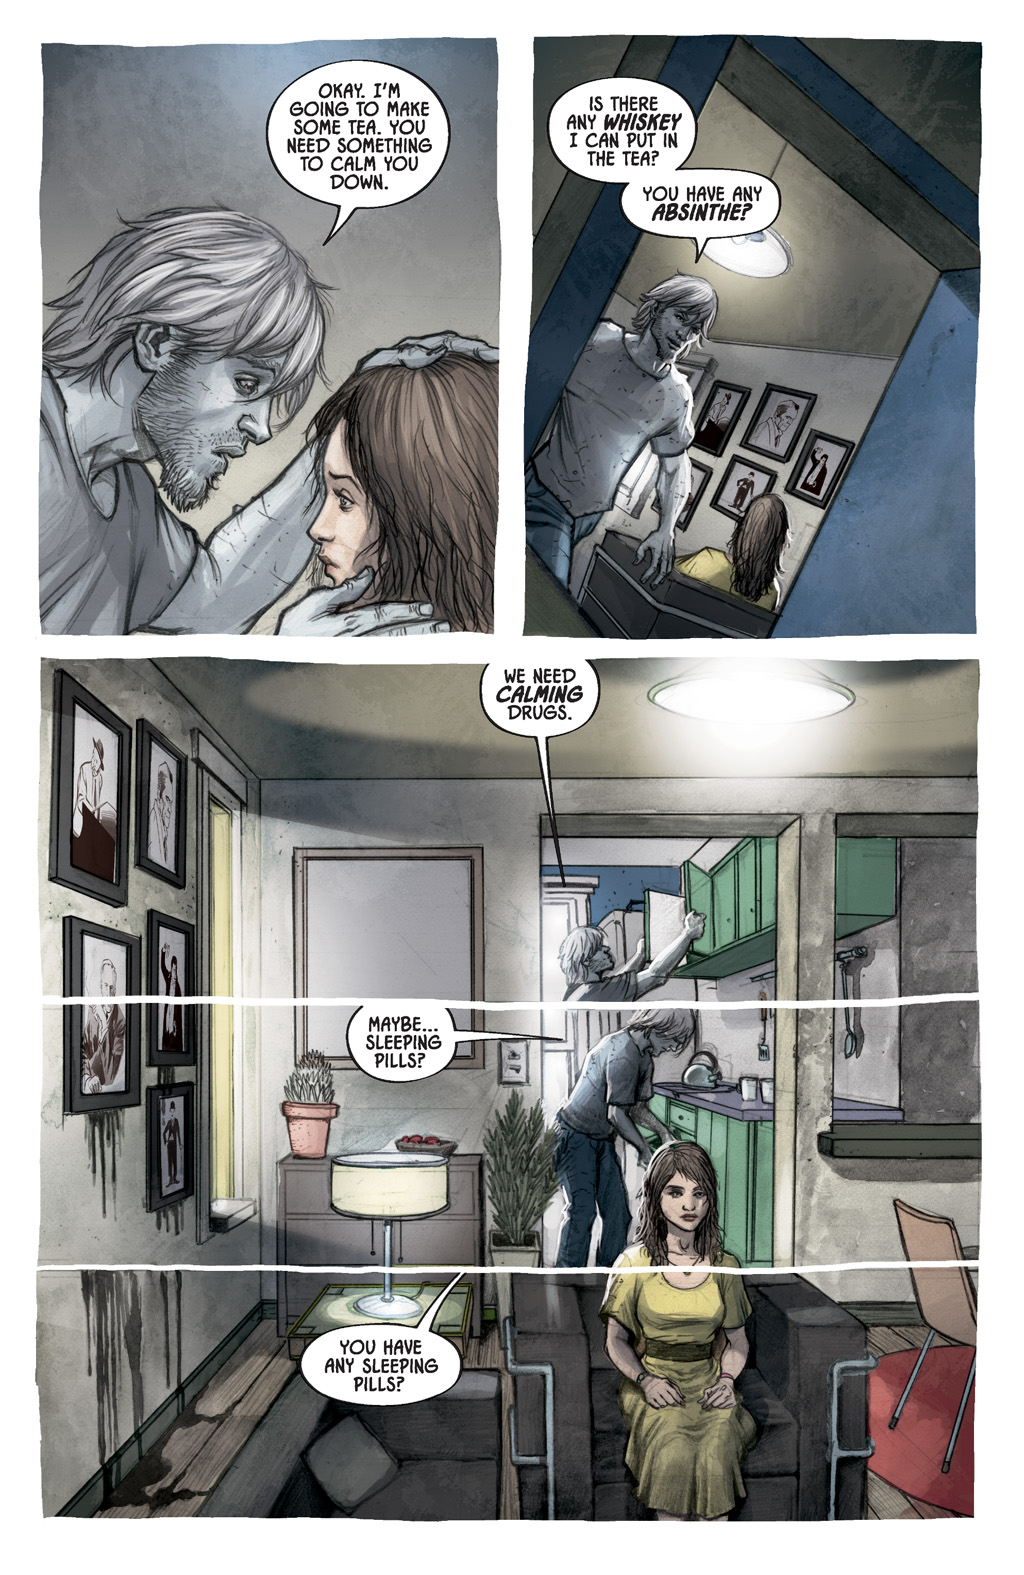 OKAY. I'M
GOING TO MAKE
SOME TEA. YOU
NEED SOMETHING
TO CALM YOU
DOWN.
IS THERE
ANY WHISKEY
I CAN PUT IN
THE TEA?
YOU HAVE ANY
ABSINTHE?
WE NEED
CALMING
DRUGS.
MAYBE...
SLEEPING
PILLS?
YOU HAVE
ANY SLEEPING
PILLS?